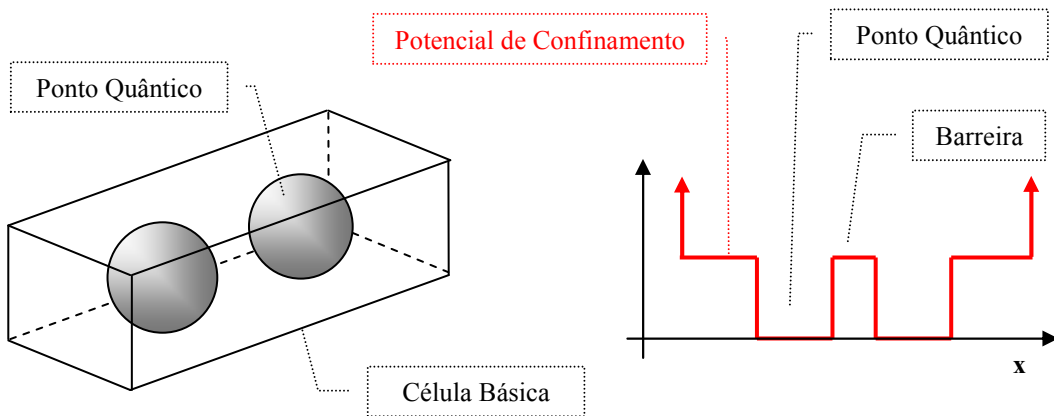 Potencial de Confinamento
Ponto Quântico
Ponto Quântico
Barreira
x
Célula Básica